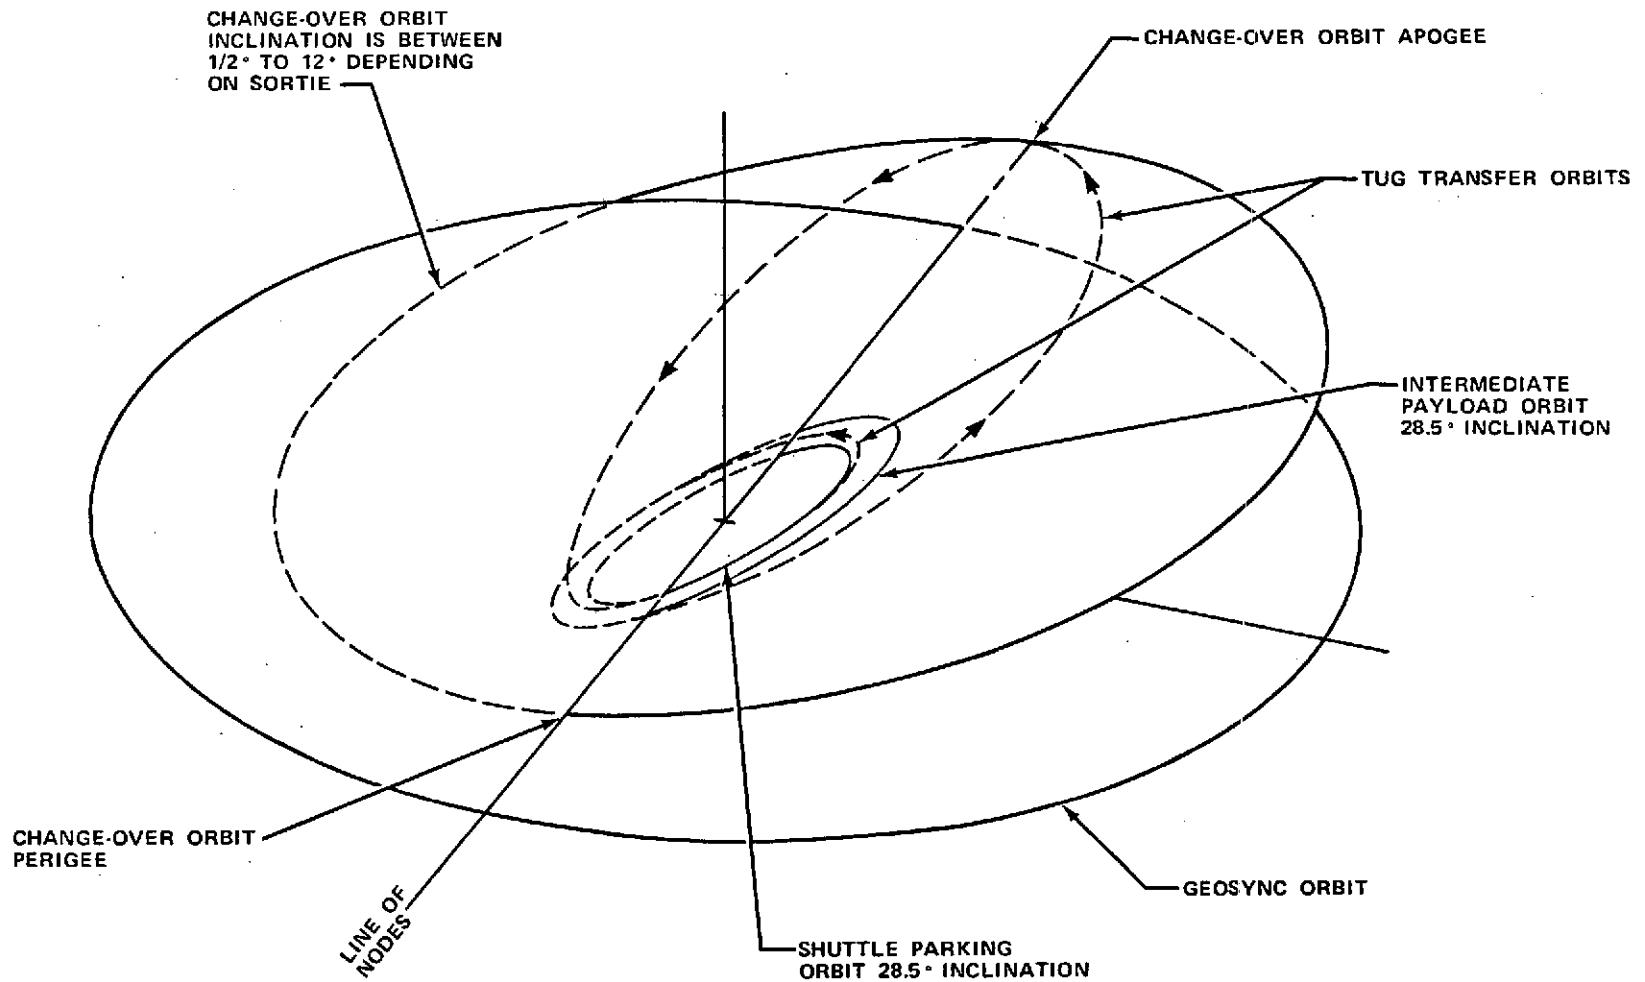 CHANGE-OVER ORBIT
INCLINATION IS BETWEEN
1/2° TO 12° DEPENDING
ON SORTIE
CHANGE-OVER ORBIT APOGEE
TUG TRANSFER ORBITS
INTERMEDIATE
PAYLOAD ORBIT
28.5° INCLINATION
CHANGE-OVER ORBIT
PERIGEE
GEOSYNC ORBIT
LINE OF
NODES
SHUTTLE PARKING
ORBIT 28.5° INCLINATION